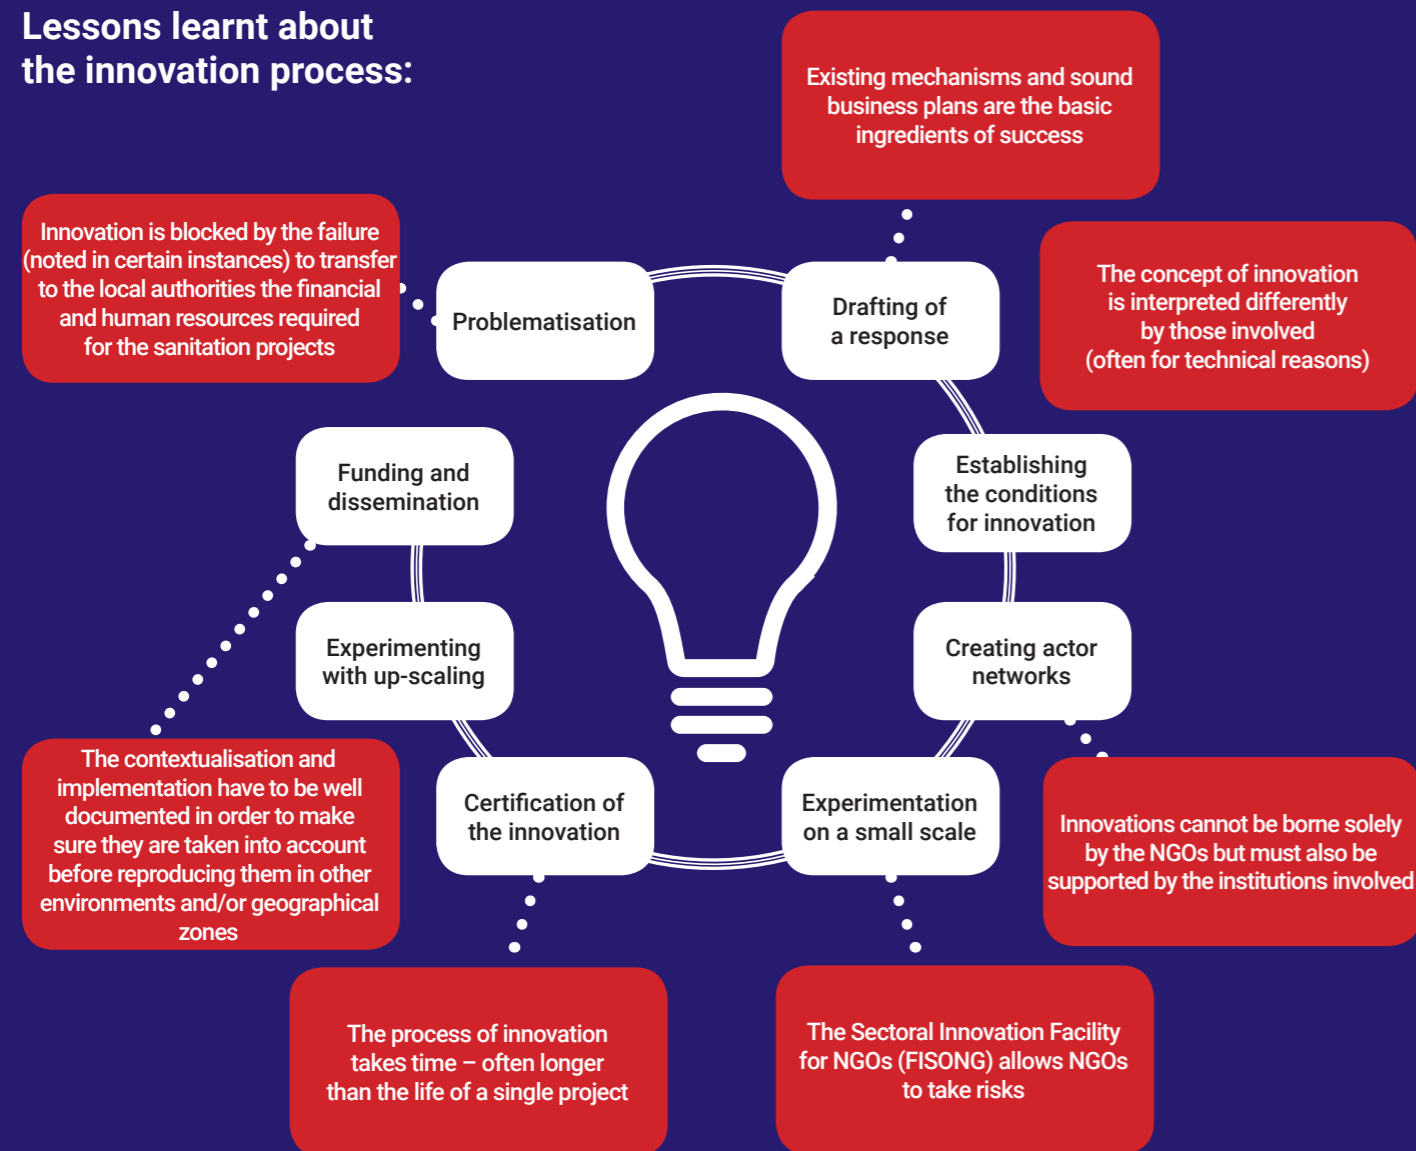 Lessons learnt about
the innovation process:
Existing mechanisms and sound
business plans are the basic
ingredients of success
Innovation is blocked by the failure
(noted in certain instances) to transfer
to the local authorities the financial
and human resources required
for the sanitation projects
Problematisation
Drafting of
a response
The concept of innovation
is interpreted differently
by those involved
(often for technical reasons)
Funding and
dissemination
Establishing
the conditions
for innovation
Experimenting
with up-scaling
Creating actor
networks
The contextualisation and
implementation have to be well
documented in order to make
sure they are taken into account
before reproducing them in other
environments and/or geographical
zones
Certification of
the innovation
Experimentation
on a small scale
Innovations cannot be borne solely
by the NGOs but must also be
supported by the institutions involved
The process of innovation
takes time – often longer
than the life of a single project
The Sectoral Innovation Facility
for NGOs (FISONG) allows NGOs
to take risks